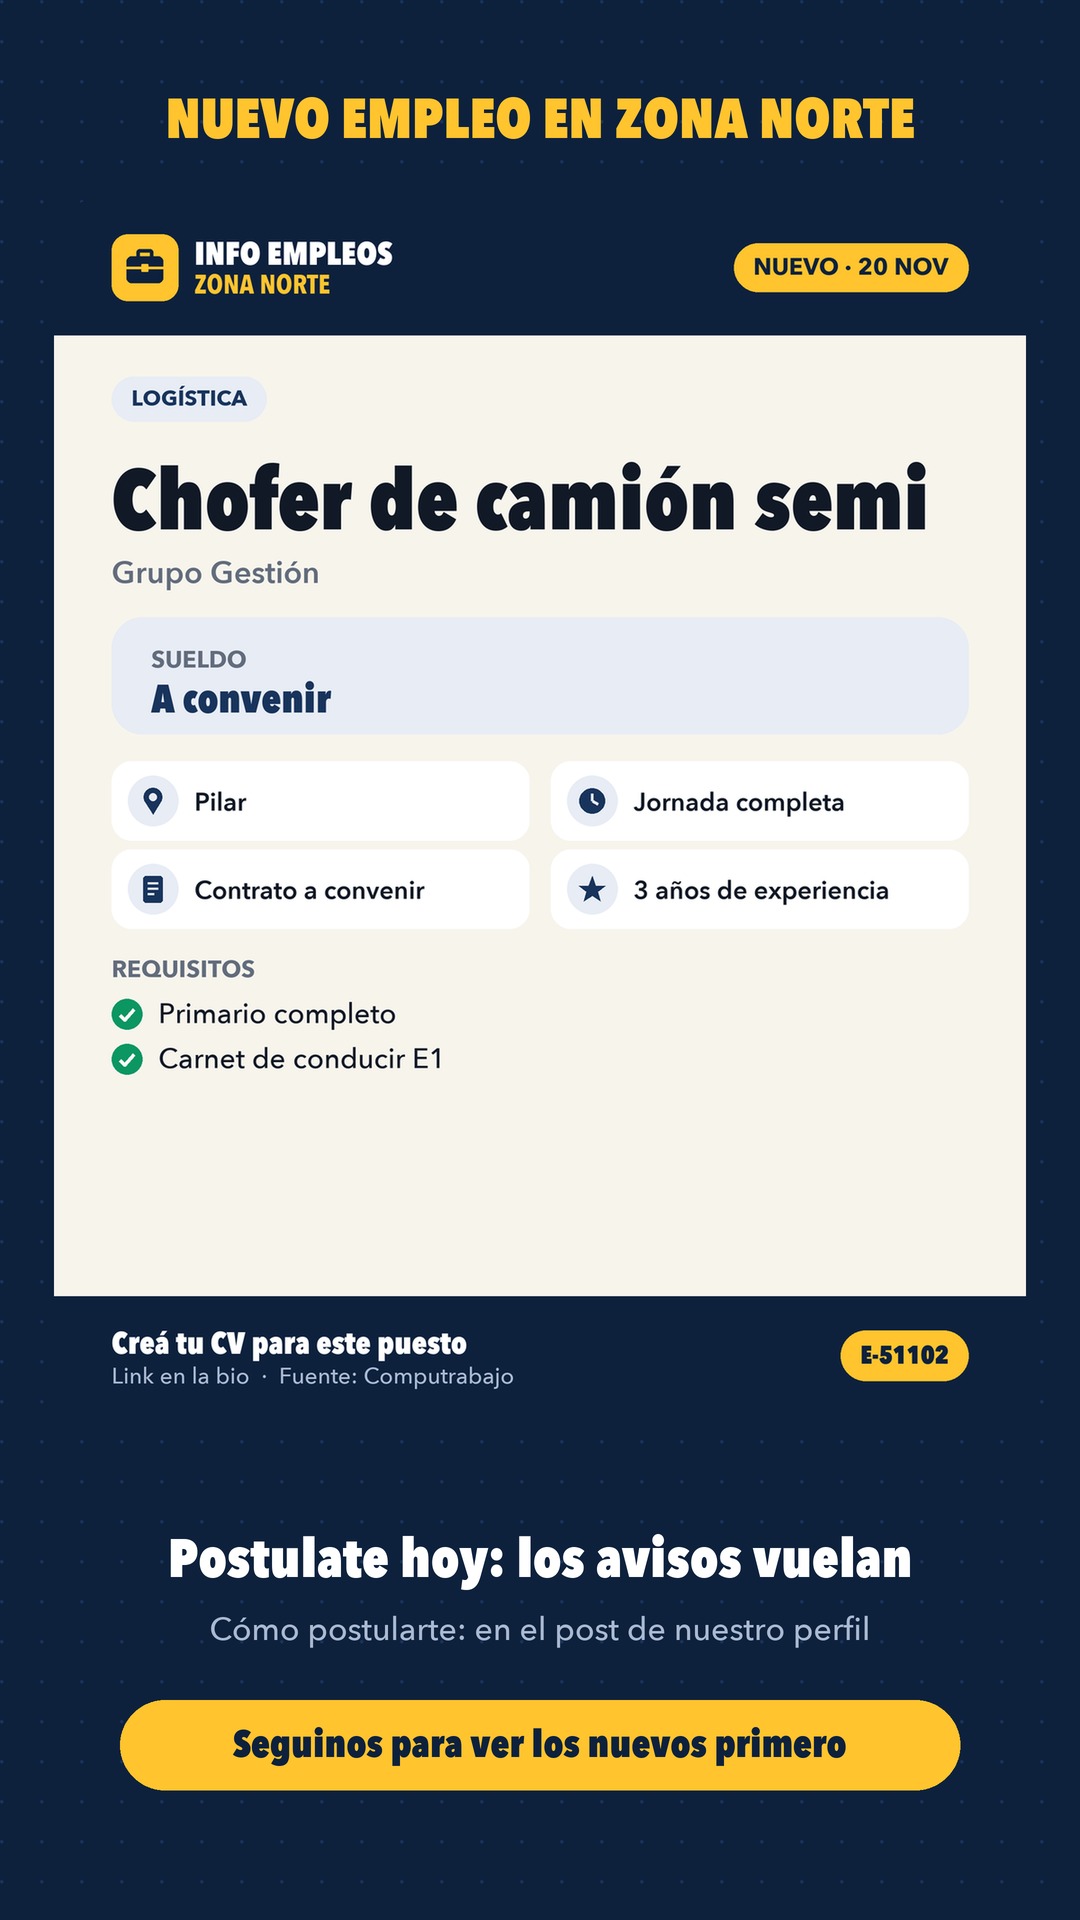 NUEVO EMPLEO EN ZONA NORTE
INFO EMPLEOS
ZONA NORTE
NUEVO · 20 NOV
LOGÍSTICA
Chofer de camión semi
Grupo Gestión
SUELDO
A convenir
Pilar
Jornada completa
Contrato a convenir
3 años de experiencia
REQUISITOS
Primario completo
Carnet de conducir E1
Creá tu CV para este puesto
Link en la bio · Fuente: Computrabajo
E-51102
Postulate hoy: los avisos vuelan
Cómo postularte: en el post de nuestro perfil
Seguinos para ver los nuevos primero